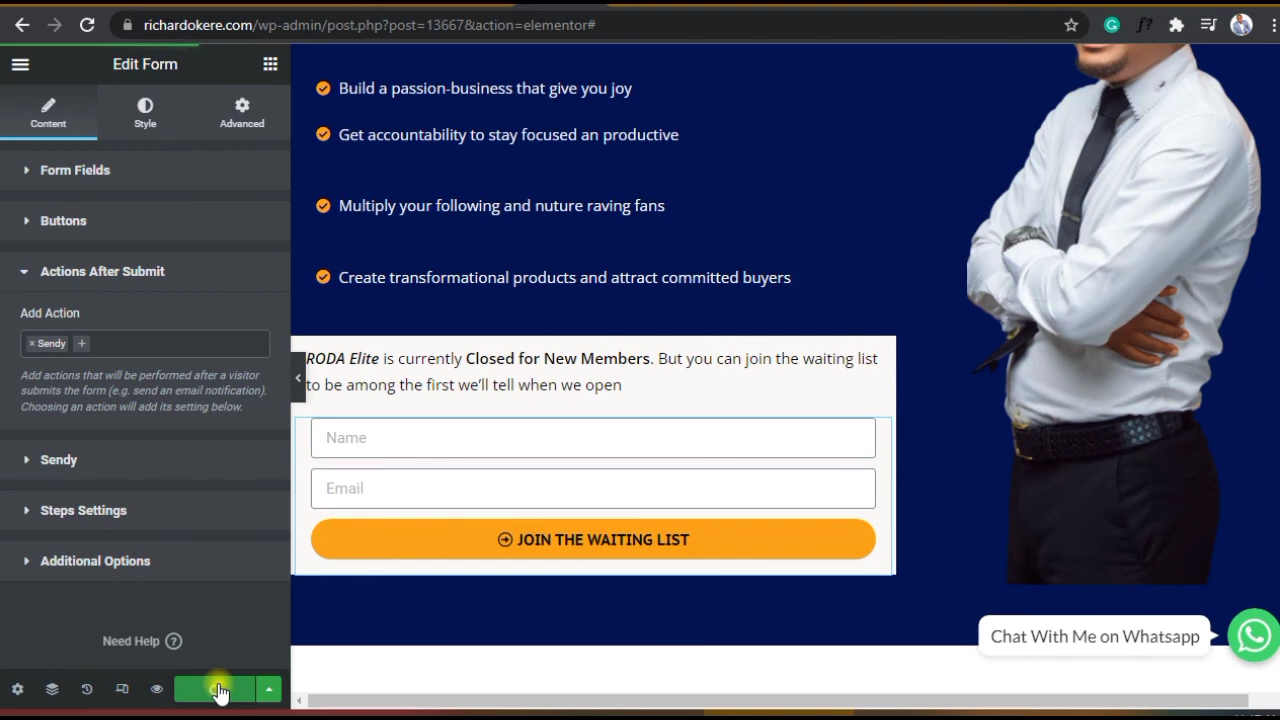 richardokere.com/wp-admin/post.php?post=13667&action=elementor#
Edit Form
Content
Style
Advanced
Form Fields
Buttons
Actions After Submit
Add Action
× Sendy +
Add actions that will be performed after a visitor
submits the form (e.g. send an email notification).
Choosing an action will add its setting below.
Sendy
Steps Settings
Additional Options
Need Help ?
Build a passion-business that give you joy
Get accountability to stay focused an productive
Multiply your following and nuture raving fans
Create transformational products and attract committed buyers
RODA Elite is currently Closed for New Members. But you can join the waiting list
to be among the first we'll tell when we open
Name
Email
JOIN THE WAITING LIST
Chat With Me on Whatsapp